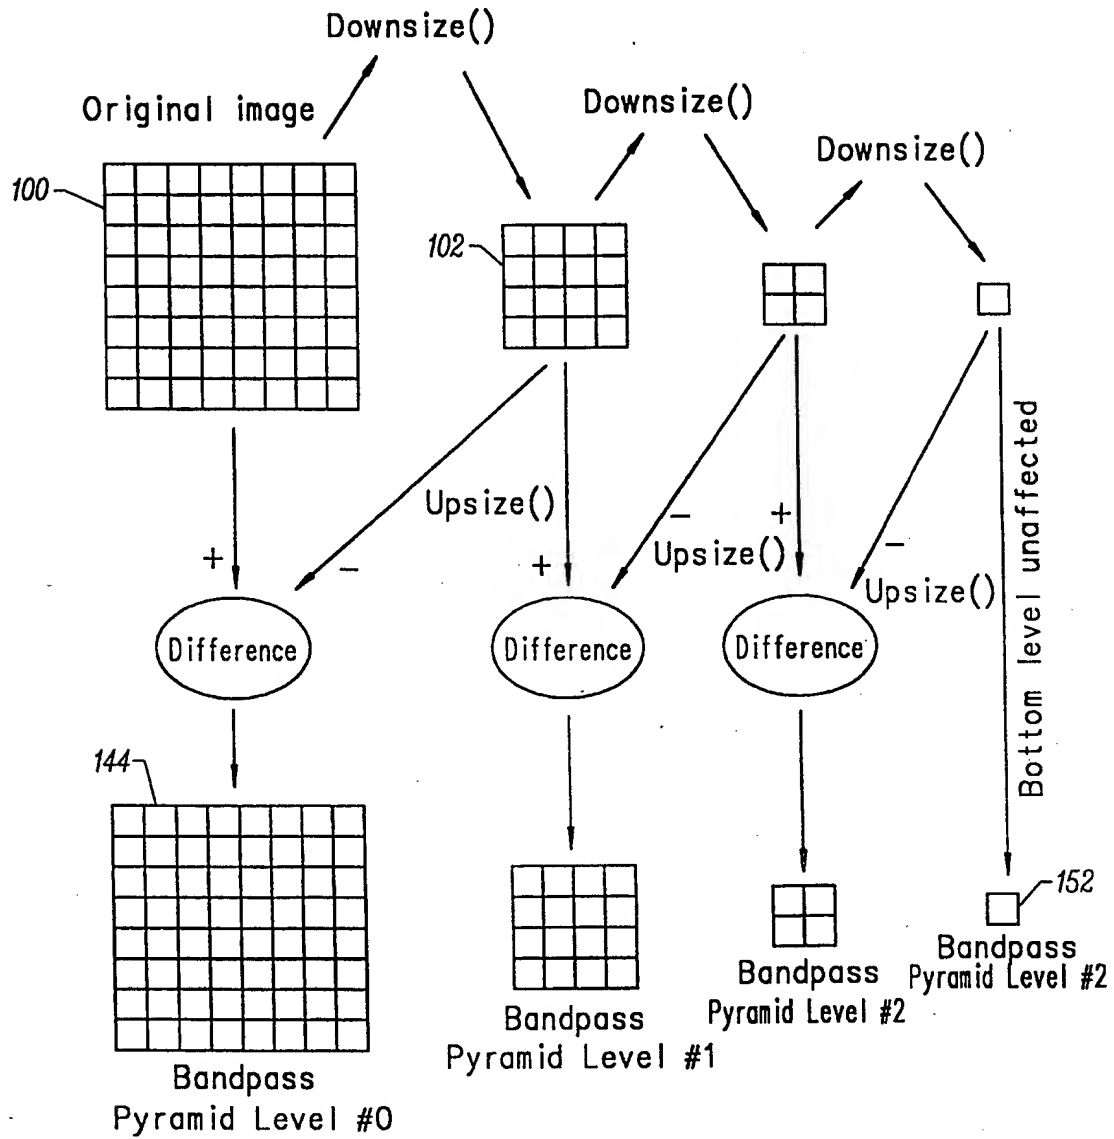 Downsize()
Original image
Downsize()
Downsize()
100
102
Upsize()
+
−
+
−
Upsize()
+
−
Upsize()
Bottom level unaffected
Difference
Difference
Difference
144
152
Bandpass
Pyramid Level #0
Bandpass
Pyramid Level #1
Bandpass
Pyramid Level #2
Bandpass
Pyramid Level #2